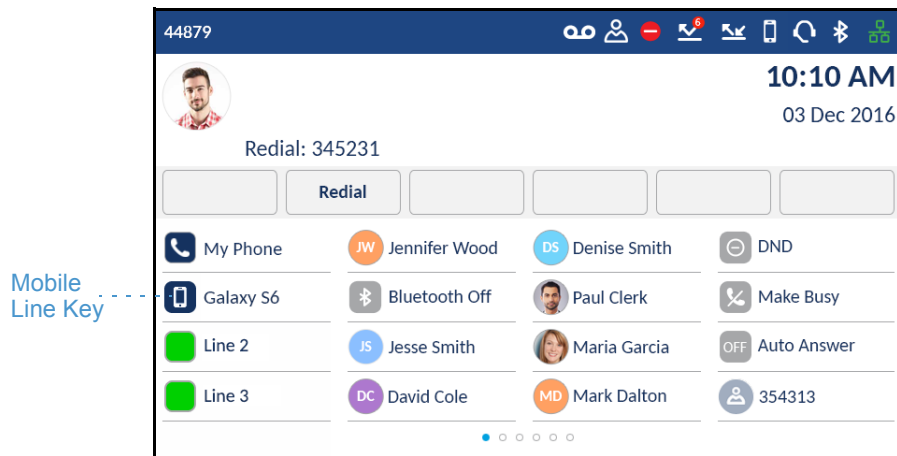 44879
6
10:10 AM
03 Dec 2016
Redial: 345231
Redial
My Phone
JW Jennifer Wood
DS Denise Smith
DND
Mobile
Line Key
Galaxy S6
Bluetooth Off
Paul Clerk
Make Busy
Line 2
JS Jesse Smith
Maria Garcia
OFF Auto Answer
Line 3
DC David Cole
MD Mark Dalton
354313